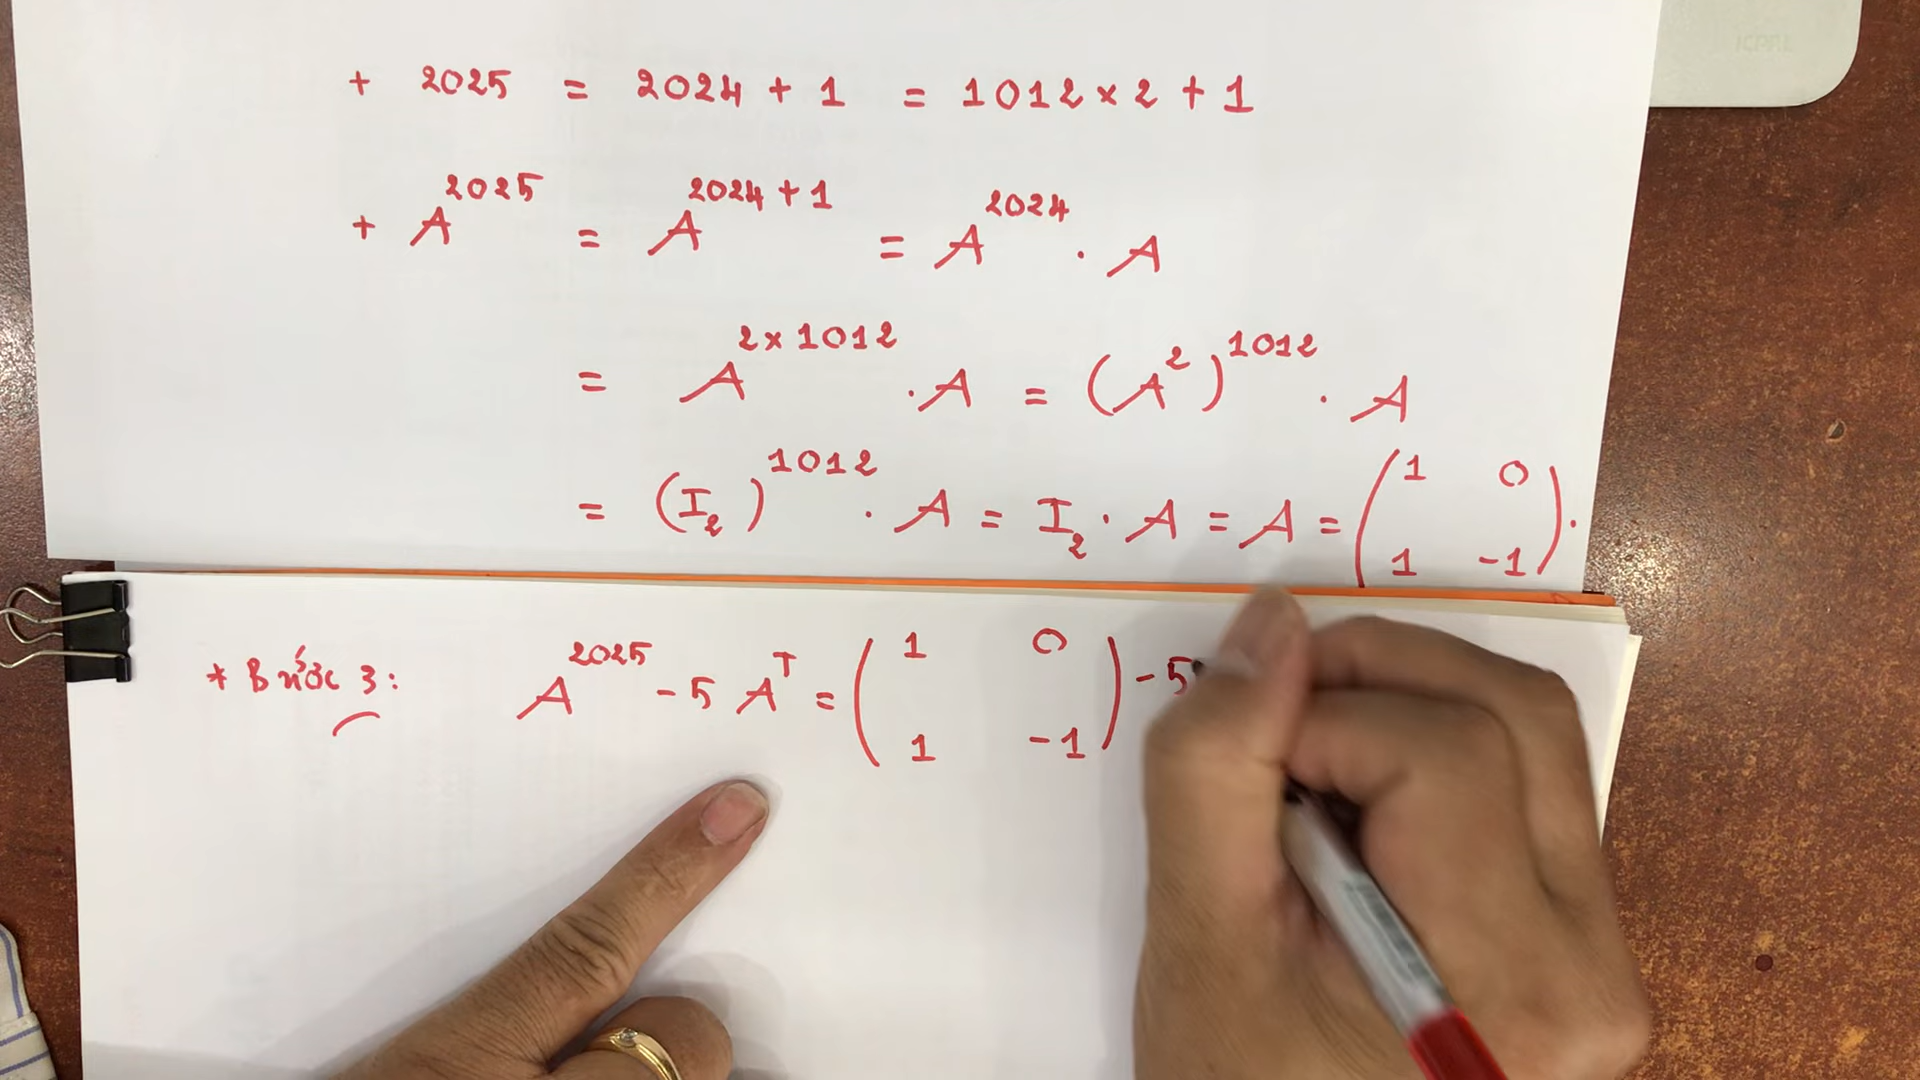 + 2025 = 2024 + 1 = 1012 × 2 + 1
+ A^2025 = A^2024+1 = A^2024 · A
= A^2×1012 · A = (A^2)^1012 · A
= (I_2)^1012 · A = I_2 · A = A = (1 0
1 -1).
* Bước 3: A^2025 - 5 A^T = (1 0
1 -1) - 5